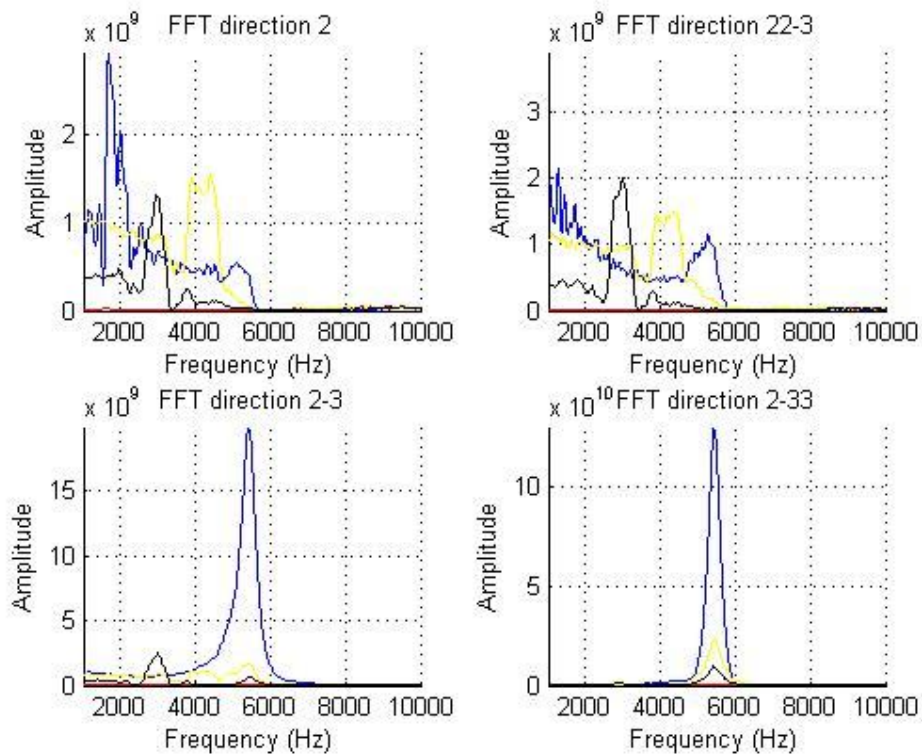 x 10^9 FFT direction 2
Amplitude
2
1
0
2000 4000 6000 8000 10000
Frequency (Hz)
x 10^9 FFT direction 22-3
Amplitude
3
2
1
0
2000 4000 6000 8000 10000
Frequency (Hz)
x 10^9 FFT direction 2-3
Amplitude
15
10
5
0
2000 4000 6000 8000 10000
Frequency (Hz)
x 10^10 FFT direction 2-33
Amplitude
10
5
0
2000 4000 6000 8000 10000
Frequency (Hz)